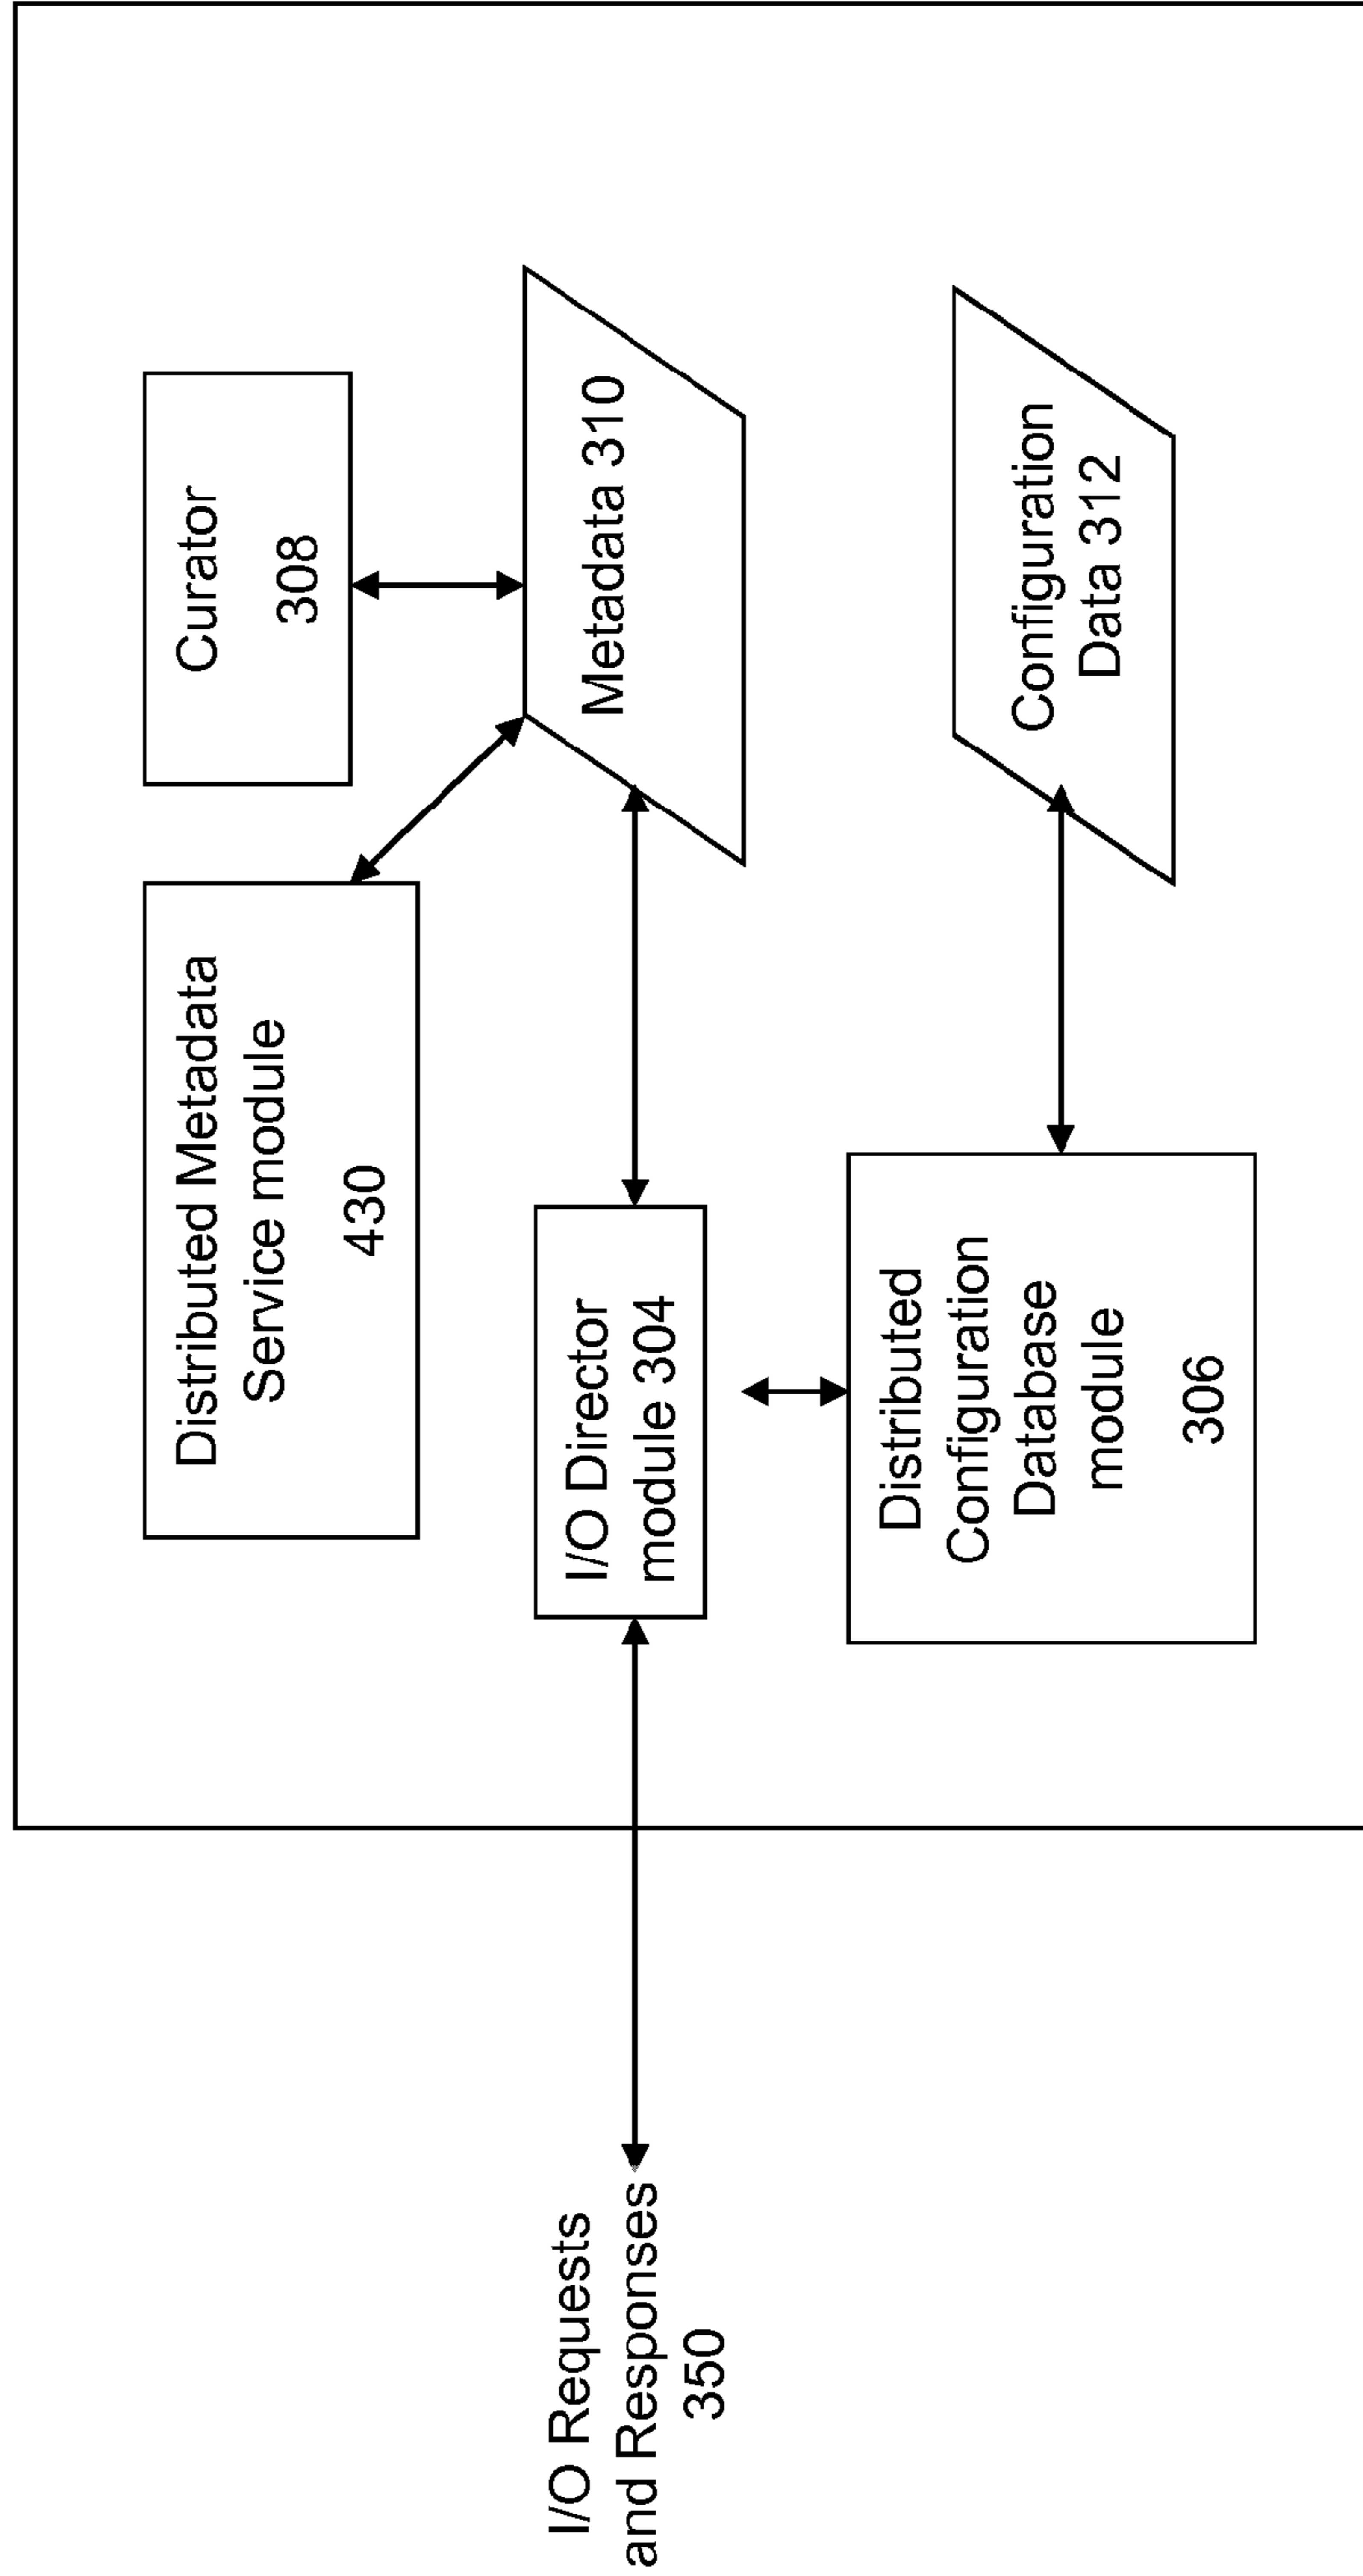 Distributed Metadata
Service module
430
Curator
308
I/O Requests
and Responses
350
I/O Director
module 304
Metadata 310
Distributed
Configuration
Database
module
306
Configuration
Data 312